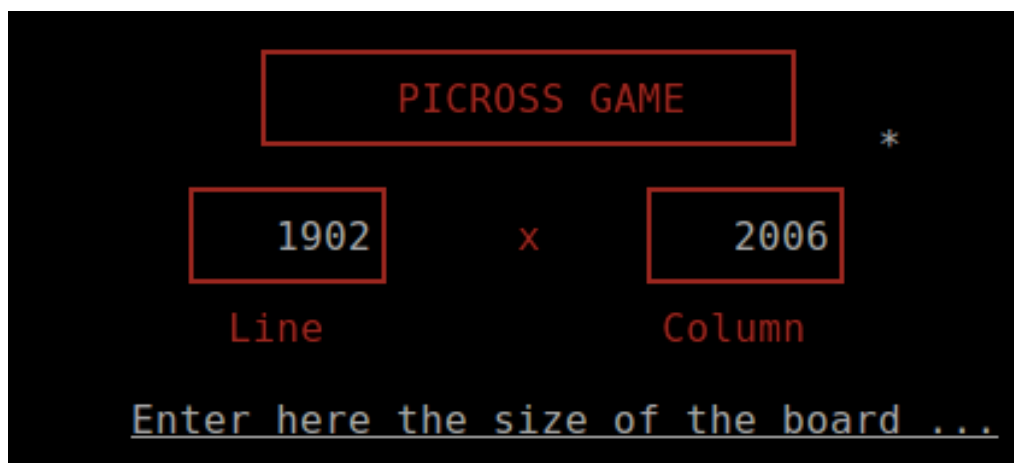 PICROSS GAME
*
1902 x 2006
Line Column
Enter here the size of the board ...